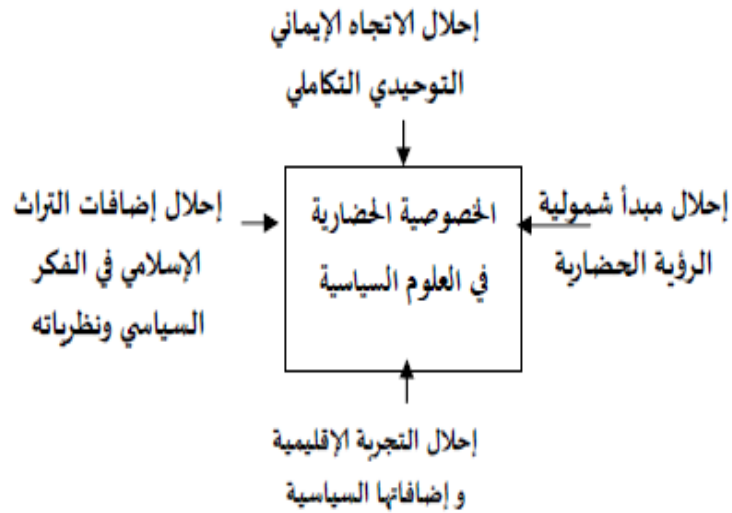 إحلال الاتجاه الإيماني
التوحيدي التكاملي
إحلال مبدأ شمولية
الرؤية الحضارية
الخصوصية الحضارية
في العلوم السياسية
إحلال إضافات التراث
الإسلامي في الفكر
السياسي ونظرياته
إحلال التجربة الإقليمية
و إضافاتها السياسية